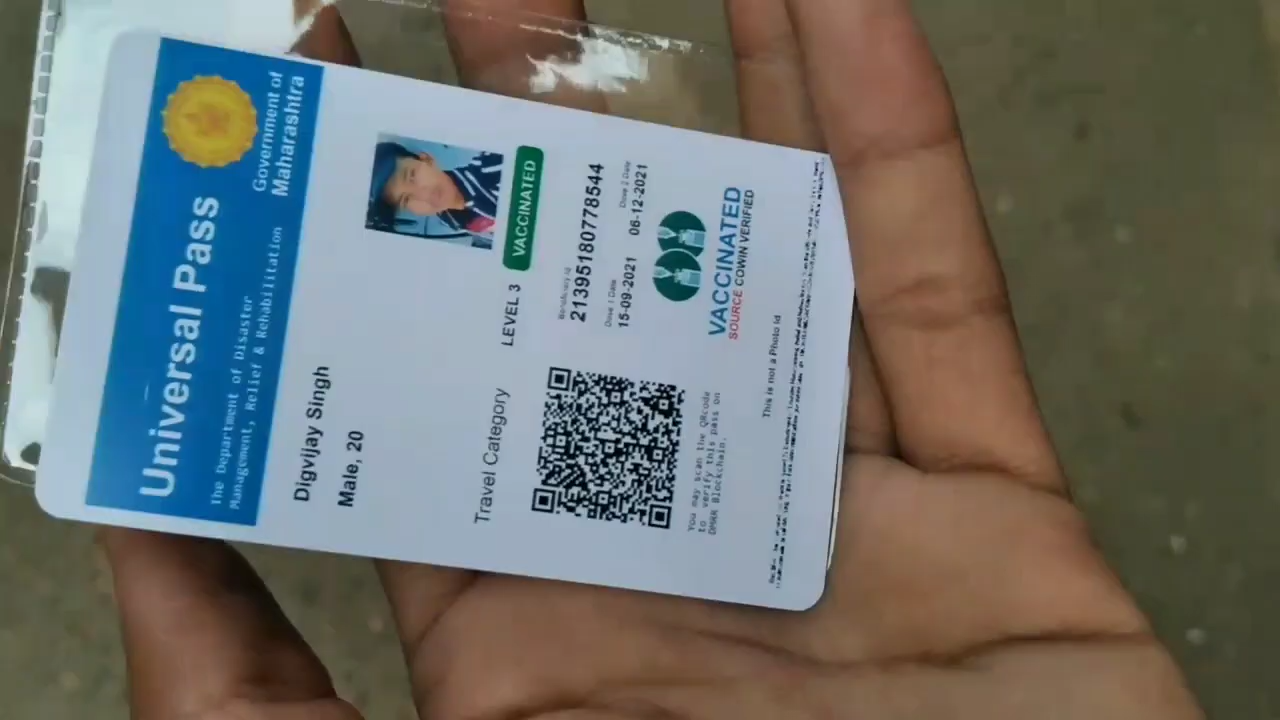 Universal Pass
The Department of Disaster
Management, Relief & Rehabilitation
Government of
Maharashtra
Digvijay Singh
Male, 20
VACCINATED
Travel Category
LEVEL 3
Beneficiary Id
21395180778544
Dose 1 Date
Dose 2 Date
15-09-2021
06-12-2021
VACCINATED
SOURCE COWIN VERIFIED
You may scan the QRcode
to verify this pass on
DMRR Blockchain.
This is not a Photo Id